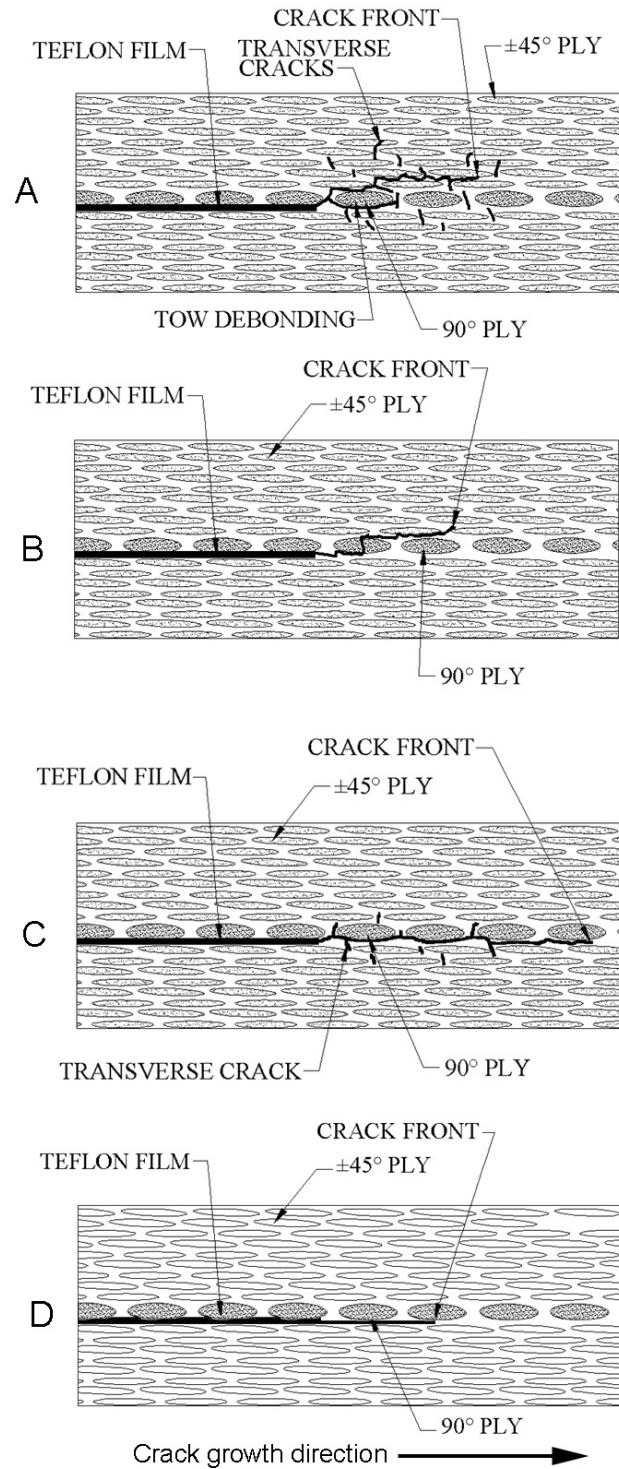 CRACK FRONT
TRANSVERSE
CRACKS
±45° PLY
TEFLON FILM
A
TOW DEBONDING
90° PLY
CRACK FRONT
TEFLON FILM
±45° PLY
B
90° PLY
CRACK FRONT
TEFLON FILM
±45° PLY
C
TRANSVERSE CRACK
90° PLY
CRACK FRONT
TEFLON FILM
±45° PLY
D
90° PLY
Crack growth direction